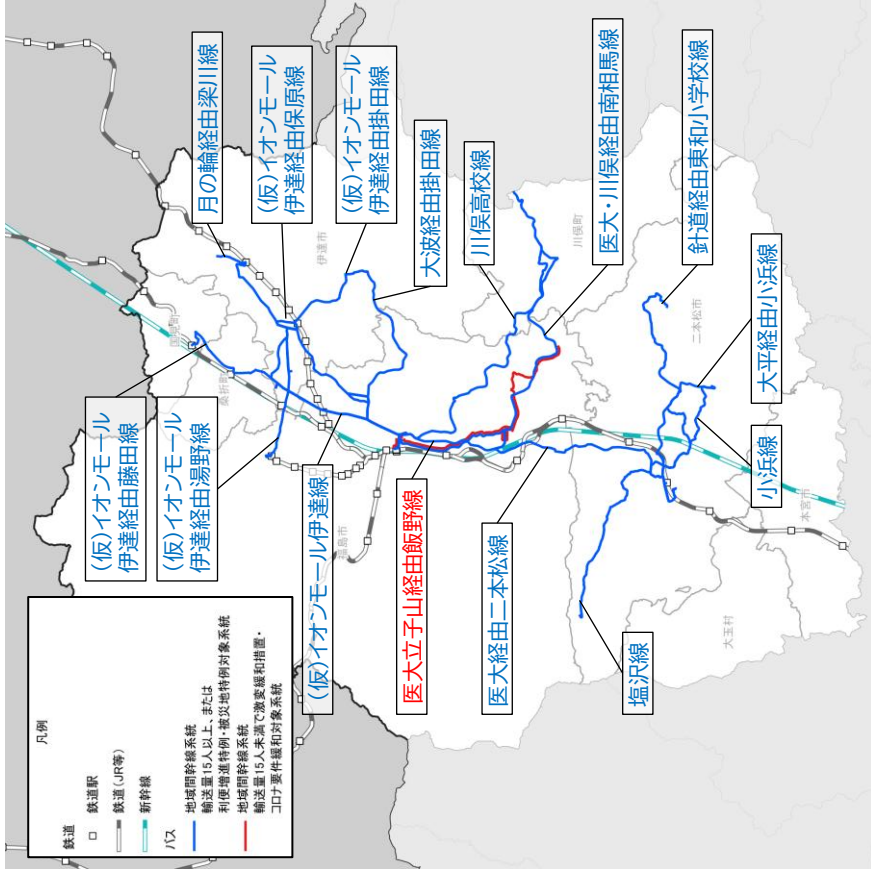 凡例
鉄道
鉄道駅
鉄道(JR等)
新幹線
バス
地域間幹線系統
輸送量15人以上、または
利便増進特例・被災地特例対象系統
地域間幹線系統
輸送量15人未満で激変緩和措置・
コロナ要件緩和対象系統
(仮)イオンモール
伊達経由藤田線
(仮)イオンモール
伊達経由湯野線
(仮)イオンモール伊達線
医大立子山経由飯野線
医大経由二本松線
塩沢線
月の輪経由梁川線
(仮)イオンモール
伊達経由保原線
(仮)イオンモール
伊達経由掛田線
大波経由掛田線
川俣高校線
医大・川俣経由南相馬線
針道経由東和小学校線
大平経由小浜線
小浜線
国見町
桑折町
伊達市
福島市
川俣町
二本松市
本宮市
大玉村